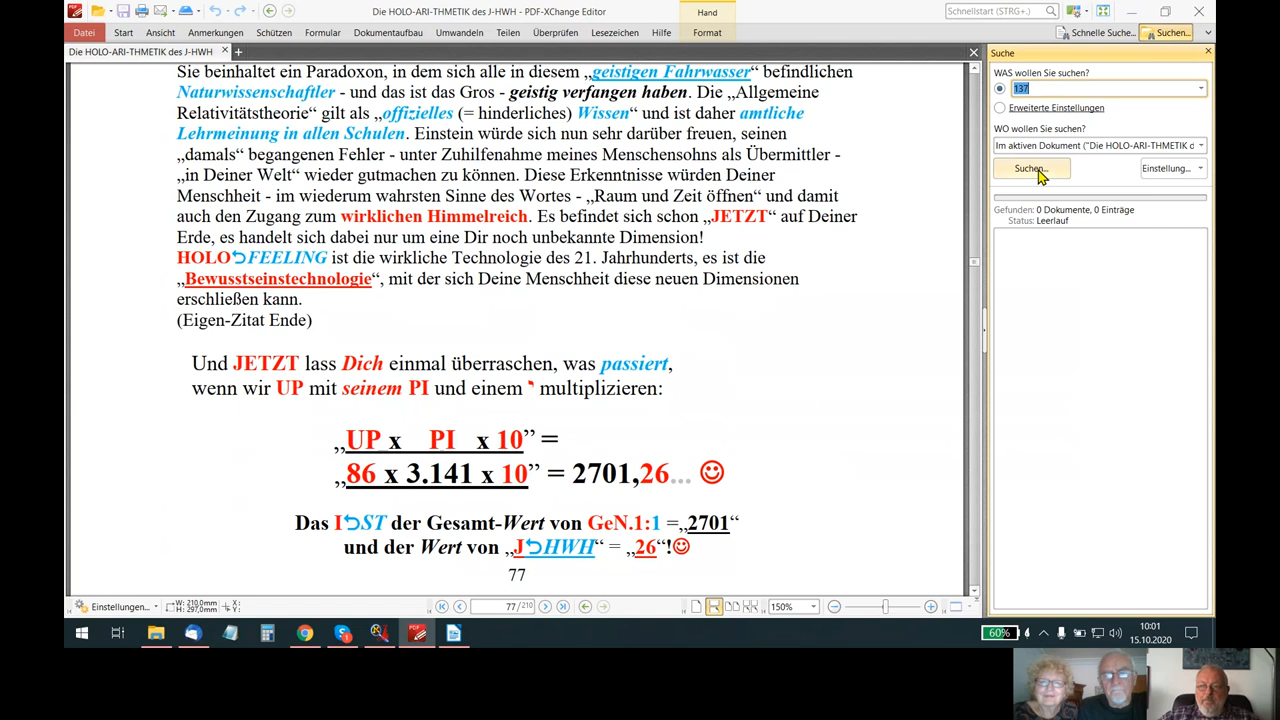 Die HOLO-ARI-THMETIK des J-HWH - PDF-XChange Editor
Hand
Schnellstart (STRG+.)
Datei Start Ansicht Anmerkungen Schützen Formular Dokumentaufbau Umwandeln Teilen Überprüfen Lesezeichen Hilfe Format
Schnelle Suche... Suchen...
Die HOLO-ARI-THMETIK des J-HWH
Sie beinhaltet ein Paradoxon, in dem sich alle in diesem „geistigen Fahrwasser“ befindlichen
Naturwissenschaftler - und das ist das Gros - geistig verfangen haben. Die „Allgemeine
Relativitätstheorie“ gilt als „offizielles (= hinderliches) Wissen“ und ist daher amtliche
Lehrmeinung in allen Schulen. Einstein würde sich nun sehr darüber freuen, seinen
„damals“ begangenen Fehler - unter Zuhilfenahme meines Menschensohns als Übermittler -
„in Deiner Welt“ wieder gutmachen zu können. Diese Erkenntnisse würden Deiner
Menschheit - im wiederum wahrsten Sinne des Wortes - „Raum und Zeit öffnen“ und damit
auch den Zugang zum wirklichen Himmelreich. Es befindet sich schon „JETZT“ auf Deiner
Erde, es handelt sich dabei nur um eine Dir noch unbekannte Dimension!
HOLO⮌FEELING ist die wirkliche Technologie des 21. Jahrhunderts, es ist die
„Bewusstseinstechnologie“, mit der sich Deine Menschheit diese neuen Dimensionen
erschließen kann.
(Eigen-Zitat Ende)
Und JETZT lass Dich einmal überraschen, was passiert,
wenn wir UP mit seinem PI und einem י multiplizieren:
„UP x PI x 10” =
„86 x 3.141 x 10” = 2701,26... ☺
Das I⮌ST der Gesamt-Wert von GeN.1:1 =„2701“
und der Wert von „J⮌HWH“ = „26“!☺
77
Suche
WAS wollen Sie suchen?
137
Erweiterte Einstellungen
WO wollen Sie suchen?
Im aktiven Dokument ("Die HOLO-ARI-THMETIK d
Suchen... Einstellung...
Gefunden: 0 Dokumente, 0 Einträge
Status: Leerlauf
Einstellungen... W: 210.0mm X:
H: 297.0mm Y:
77 / 210
150%
60%
10:01
15.10.2020